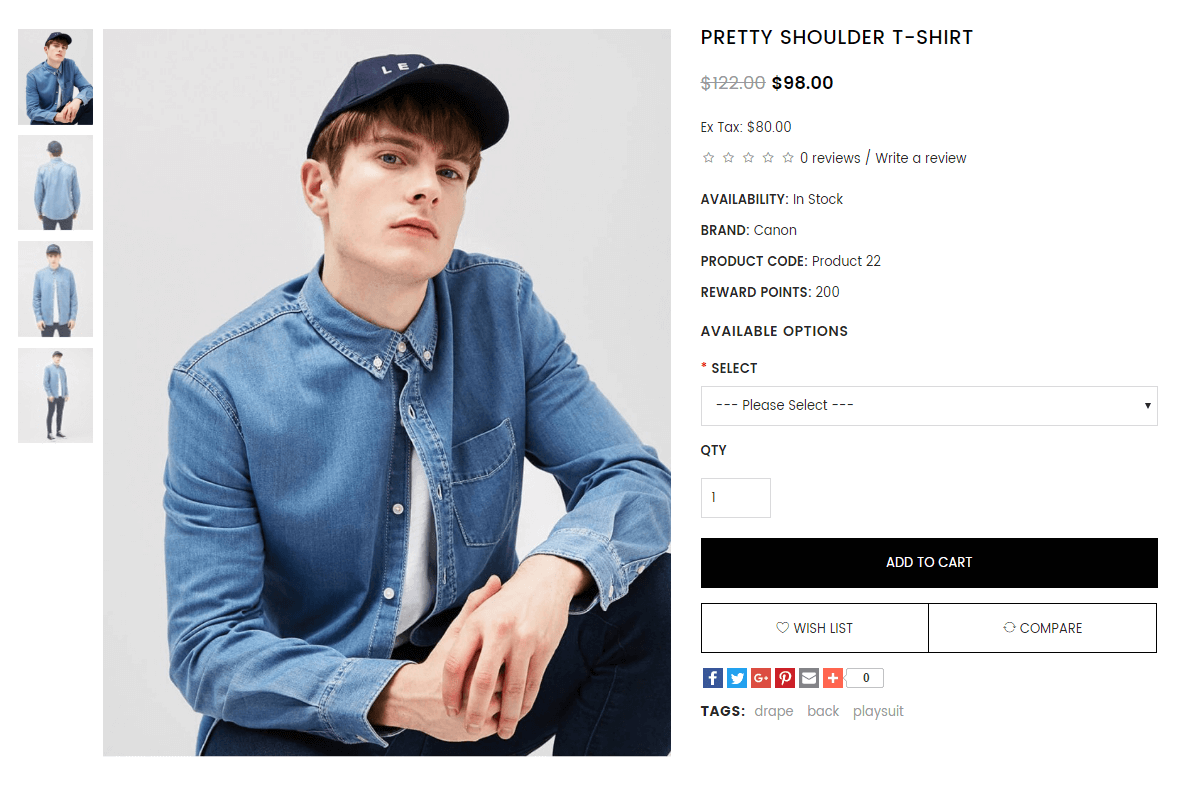 LEA
PRETTY SHOULDER T-SHIRT
$122.00 $98.00
Ex Tax: $80.00
0 reviews / Write a review
AVAILABILITY: In Stock
BRAND: Canon
PRODUCT CODE: Product 22
REWARD POINTS: 200
AVAILABLE OPTIONS
* SELECT
--- Please Select ---
QTY
1
ADD TO CART
WISH LIST
COMPARE
0
TAGS: drape back playsuit